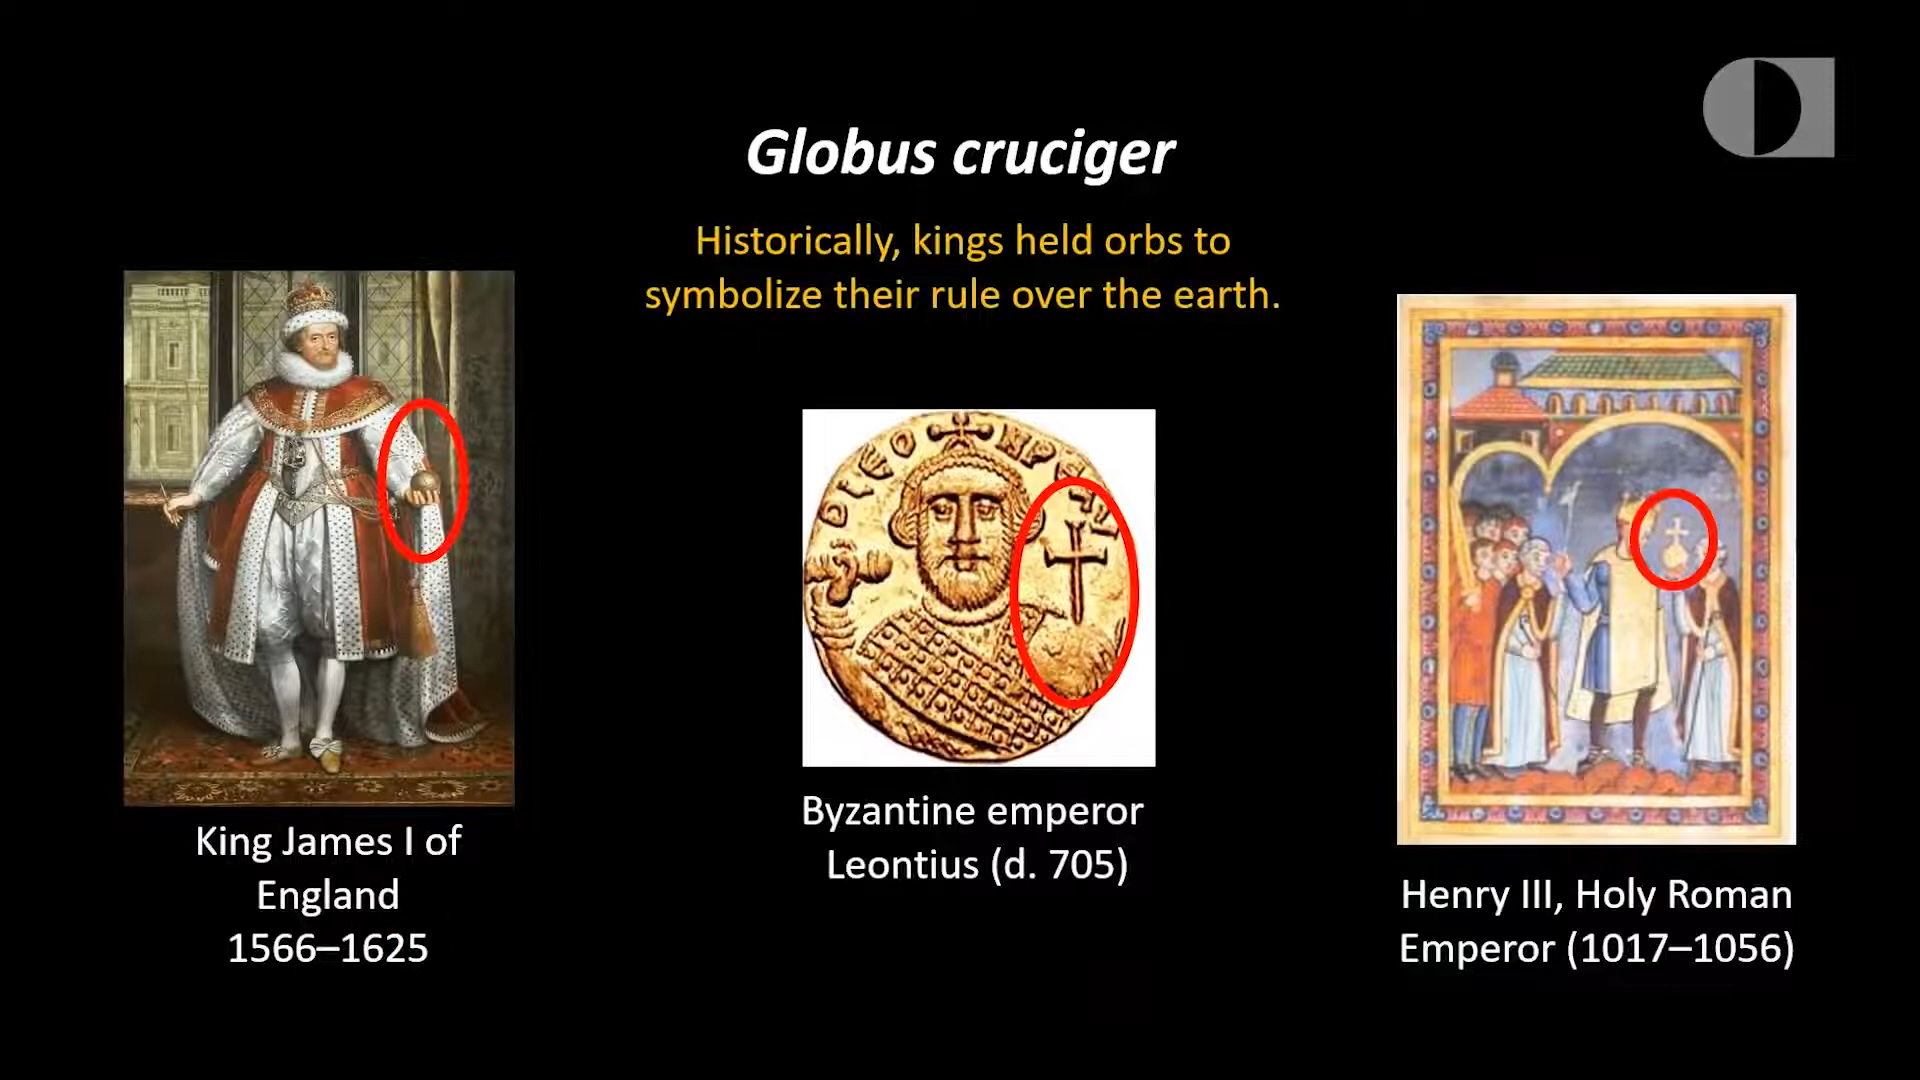 Globus cruciger
Historically, kings held orbs to
symbolize their rule over the earth.
King James I of
England
1566–1625
Byzantine emperor
Leontius (d. 705)
Henry III, Holy Roman
Emperor (1017–1056)